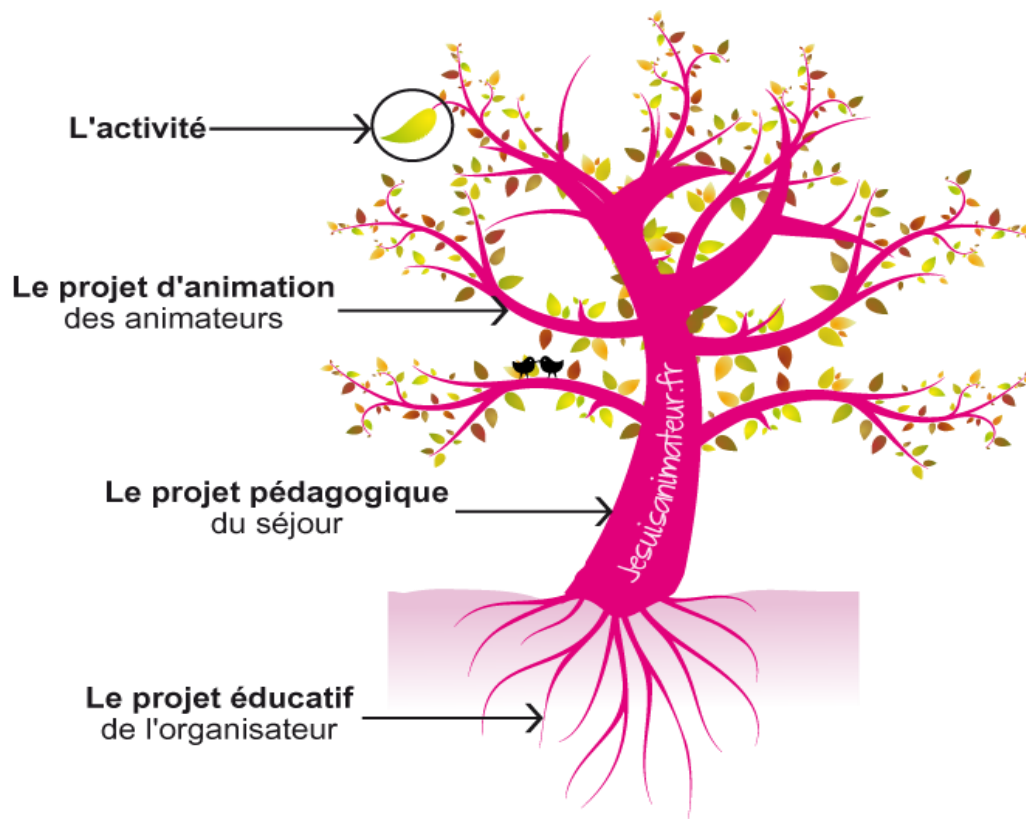 L'activité
Le projet d'animation
des animateurs
Le projet pédagogique
du séjour
Jesuisanimateur.fr
Le projet éducatif
de l'organisateur